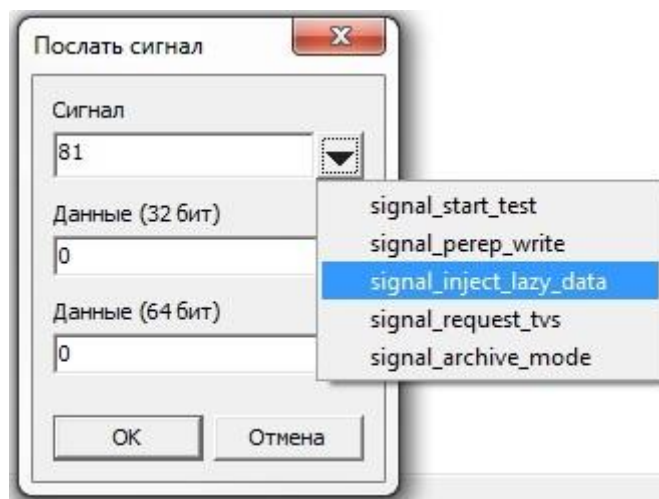 Послать сигнал
Сигнал
81
Данные (32 бит)
0
Данные (64 бит)
0
OK
Отмена
signal_start_test
signal_perep_write
signal_inject_lazy_data
signal_request_tvs
signal_archive_mode